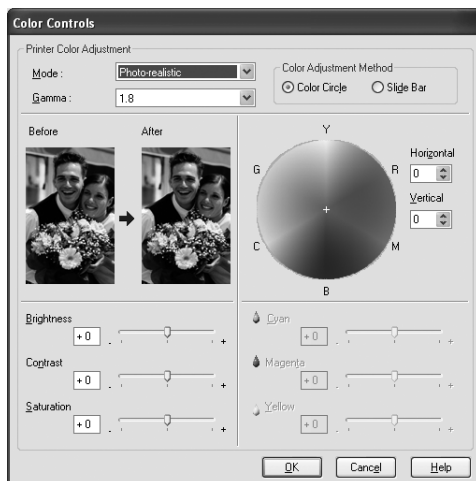 Color Controls
Printer Color Adjustment
Mode :
Photo-realistic
Gamma :
1.8
Color Adjustment Method
Color Circle
Slide Bar
Before
After
Y
G
R
C
M
B
Horizontal
0
Vertical
0
Brightness
+ 0
- +
Contrast
+ 0
- +
Saturation
+ 0
- +
Cyan
+ 0
- +
Magenta
+ 0
- +
Yellow
+ 0
- +
OK
Cancel
Help